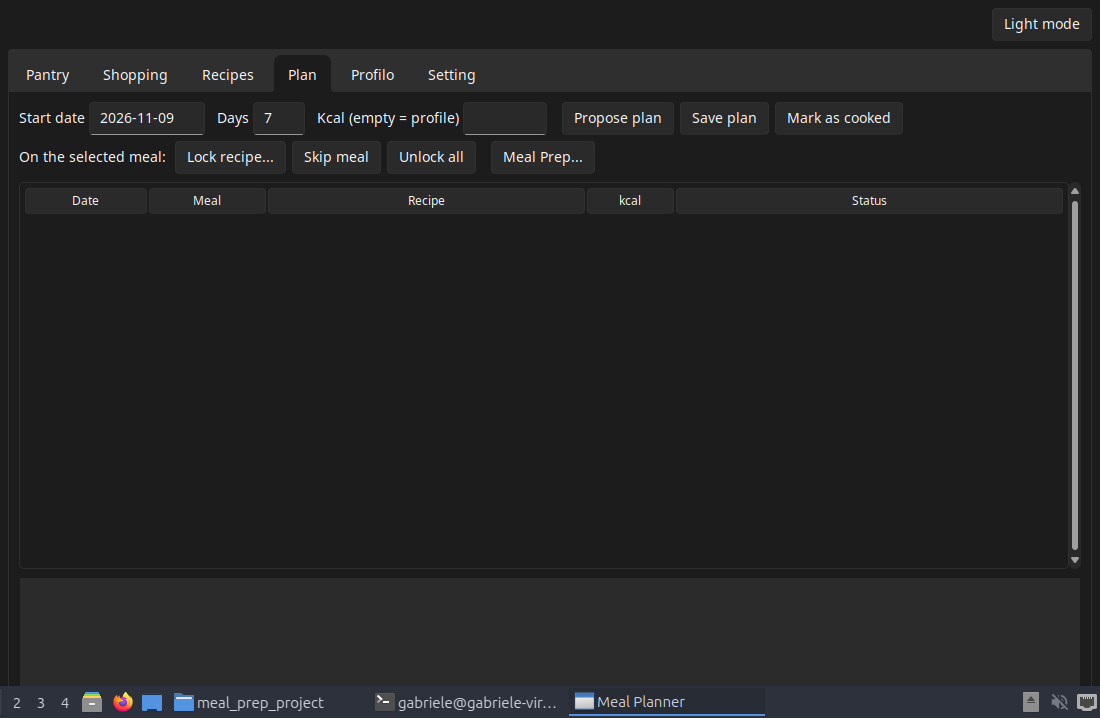 Light mode
Pantry Shopping Recipes Plan Profilo Setting
Start date 2026-11-09 Days 7 Kcal (empty = profile) Propose plan Save plan Mark as cooked
On the selected meal: Lock recipe... Skip meal Unlock all Meal Prep...
Date Meal Recipe kcal Status
2 3 4 meal_prep_project gabriele@gabriele-vir... Meal Planner